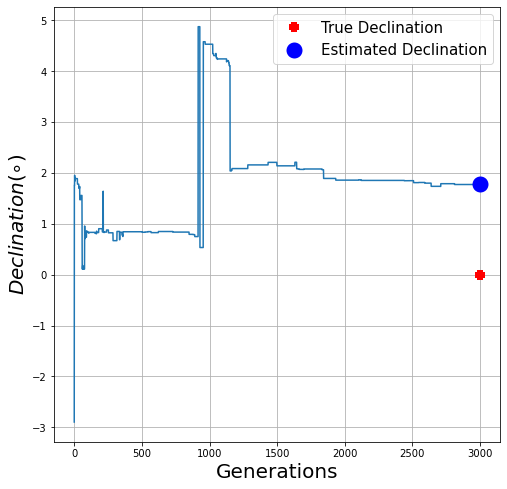 True Declination
Estimated Declination
5
4
3
2
1
0
−1
−2
−3
Declination(∘)
0 500 1000 1500 2000 2500 3000
Generations